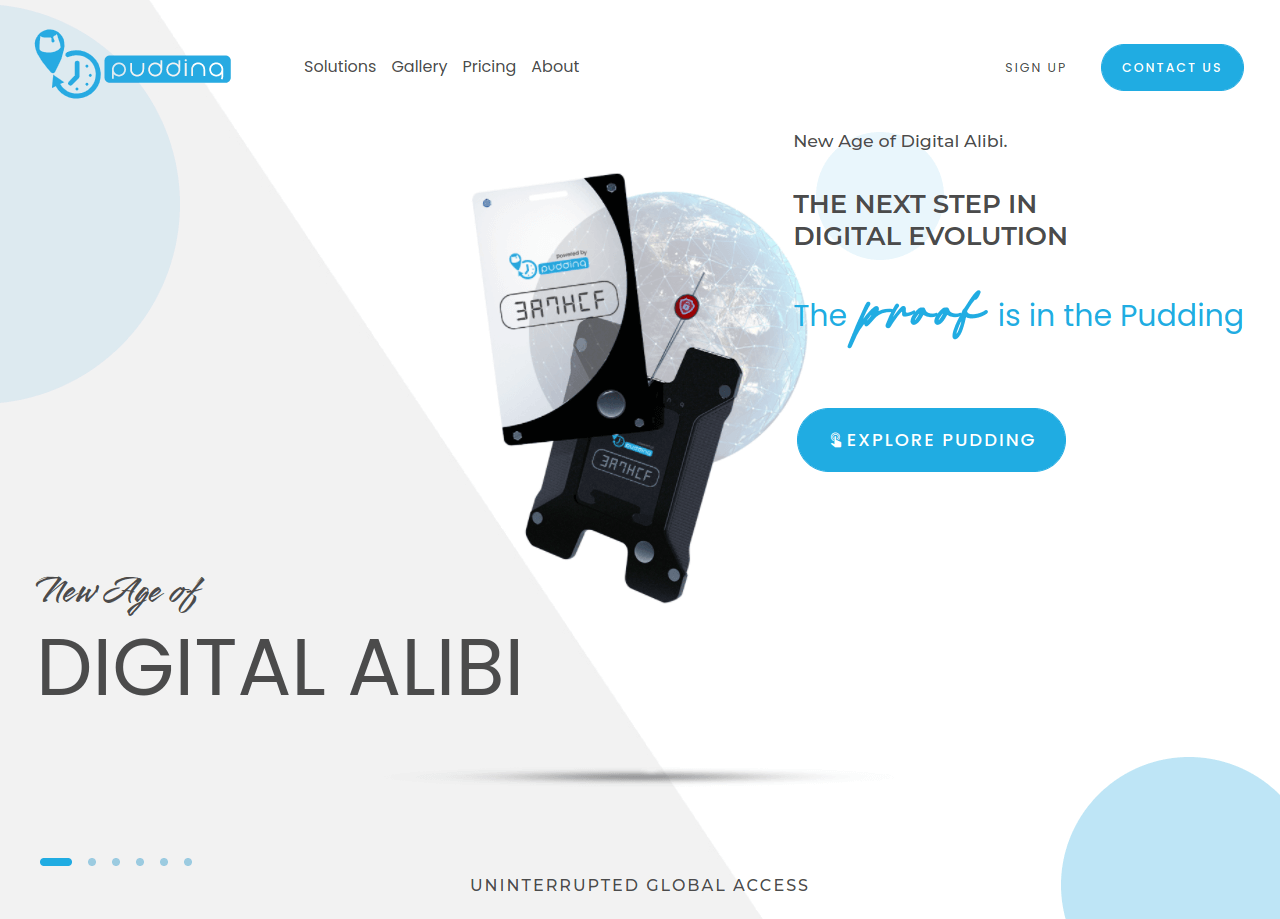 pudding
Solutions Gallery Pricing About
SIGN UP
CONTACT US
New Age of Digital Alibi.
THE NEXT STEP IN
DIGITAL EVOLUTION
The proof is in the Pudding
EXPLORE PUDDING
Powered by
pudding
3A7HCF
pudding
3A7HCF
New Age of
DIGITAL ALIBI
UNINTERRUPTED GLOBAL ACCESS